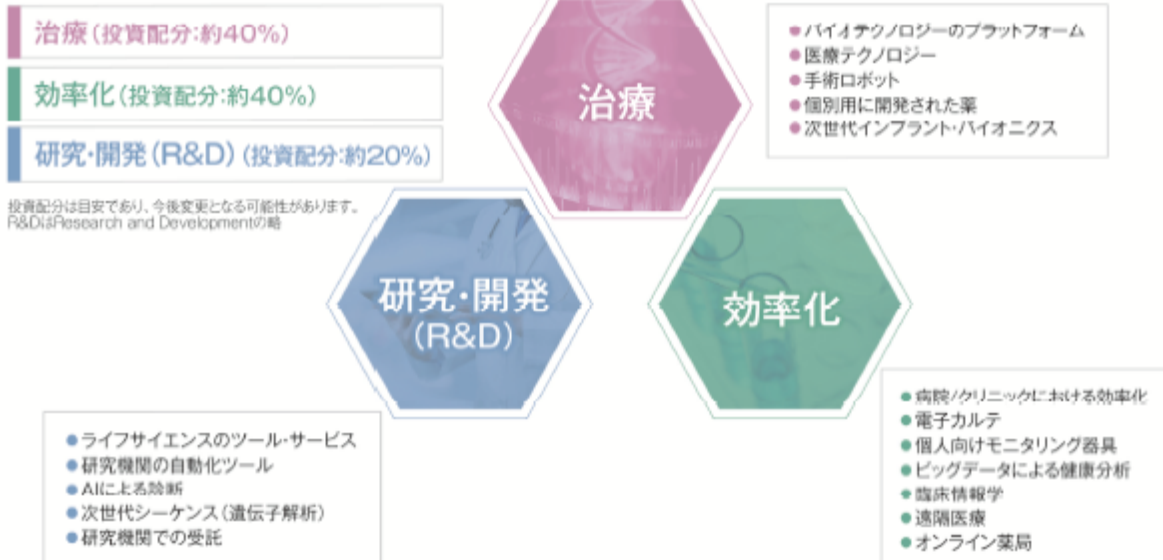 治療(投資配分:約40%)
効率化(投資配分:約40%)
研究・開発(R&D)(投資配分:約20%)
投資配分は目安であり、今後変更となる可能性があります。
R&DはResearch and Developmentの略
治療
●バイオテクノロジーのプラットフォーム
●医療テクノロジー
●手術ロボット
●個別用に開発された薬
●次世代インプラント・バイオニクス
研究・開発
(R&D)
効率化
●ライフサイエンスのツール・サービス
●研究機関の自動化ツール
●AIによる診断
●次世代シーケンス(遺伝子解析)
●研究機関での受託
●病院/クリニックにおける効率化
●電子カルテ
●個人向けモニタリング器具
●ビッグデータによる健康分析
●臨床情報学
●遠隔医療
●オンライン薬局